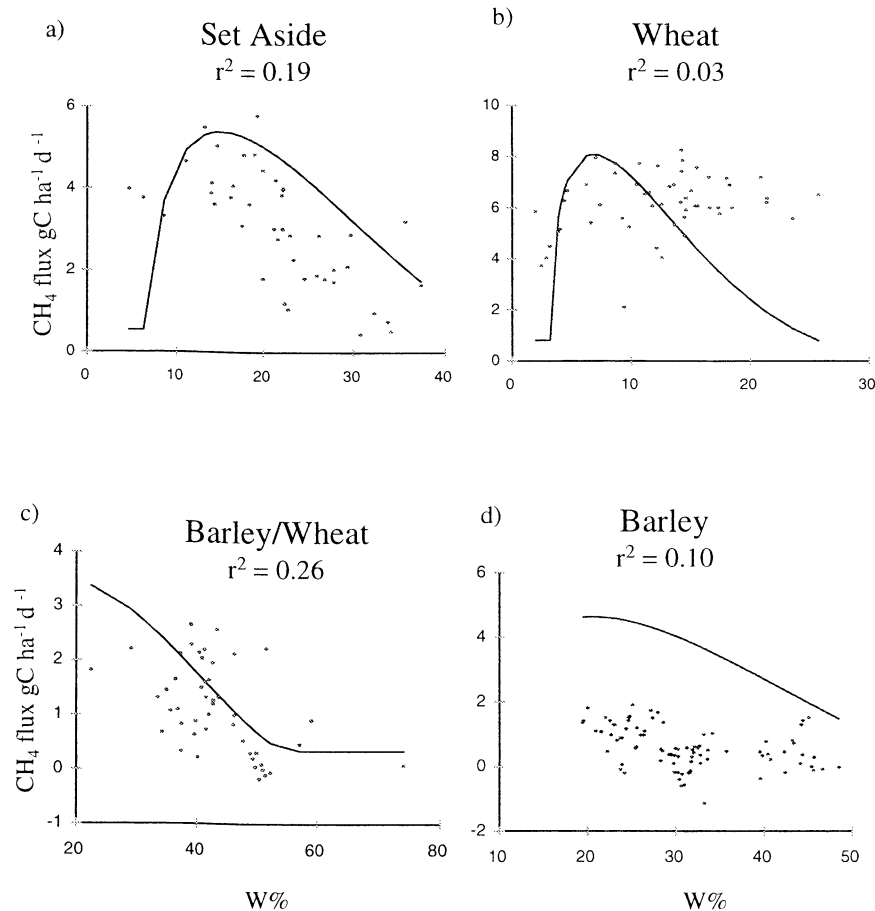 a)
Set Aside
r² = 0.19
CH₄ flux gC ha⁻¹ d⁻¹
6
4
2
0
0 10 20 30 40
b)
Wheat
r² = 0.03
10
8
6
4
2
0
0 10 20 30
c)
Barley/Wheat
r² = 0.26
CH₄ flux gC ha⁻¹ d⁻¹
4
3
2
1
0
-1
20 40 60 80
W%
d)
Barley
r² = 0.10
6
4
2
0
-2
10 20 30 40 50
W%